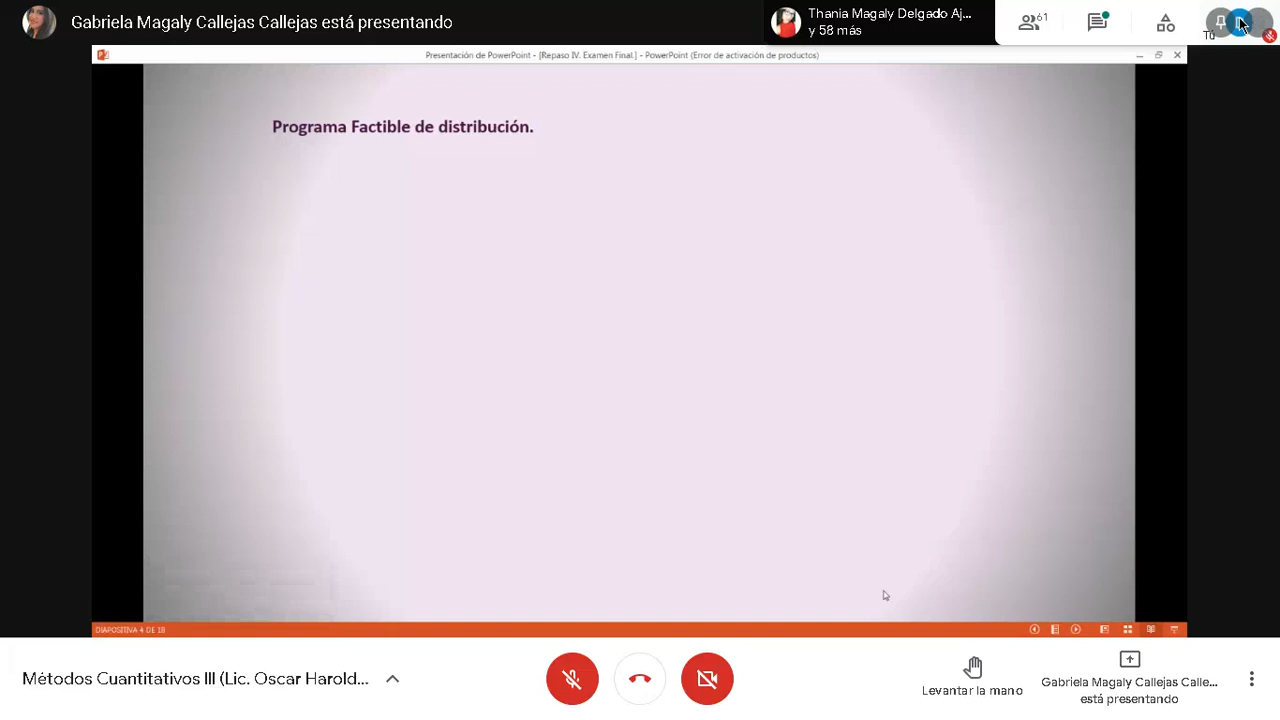 Gabriela Magaly Callejas Callejas está presentando
Thania Magaly Delgado Aj...
y 58 más
61
Tú
Presentación de PowerPoint - [Repaso IV. Examen Final.] - PowerPoint (Error de activación de productos)
Programa Factible de distribución.
DIAPOSITIVA 4 DE 18
Métodos Cuantitativos III (Lic. Oscar Harold...
Levantar la mano
Gabriela Magaly Callejas Calle...
está presentando